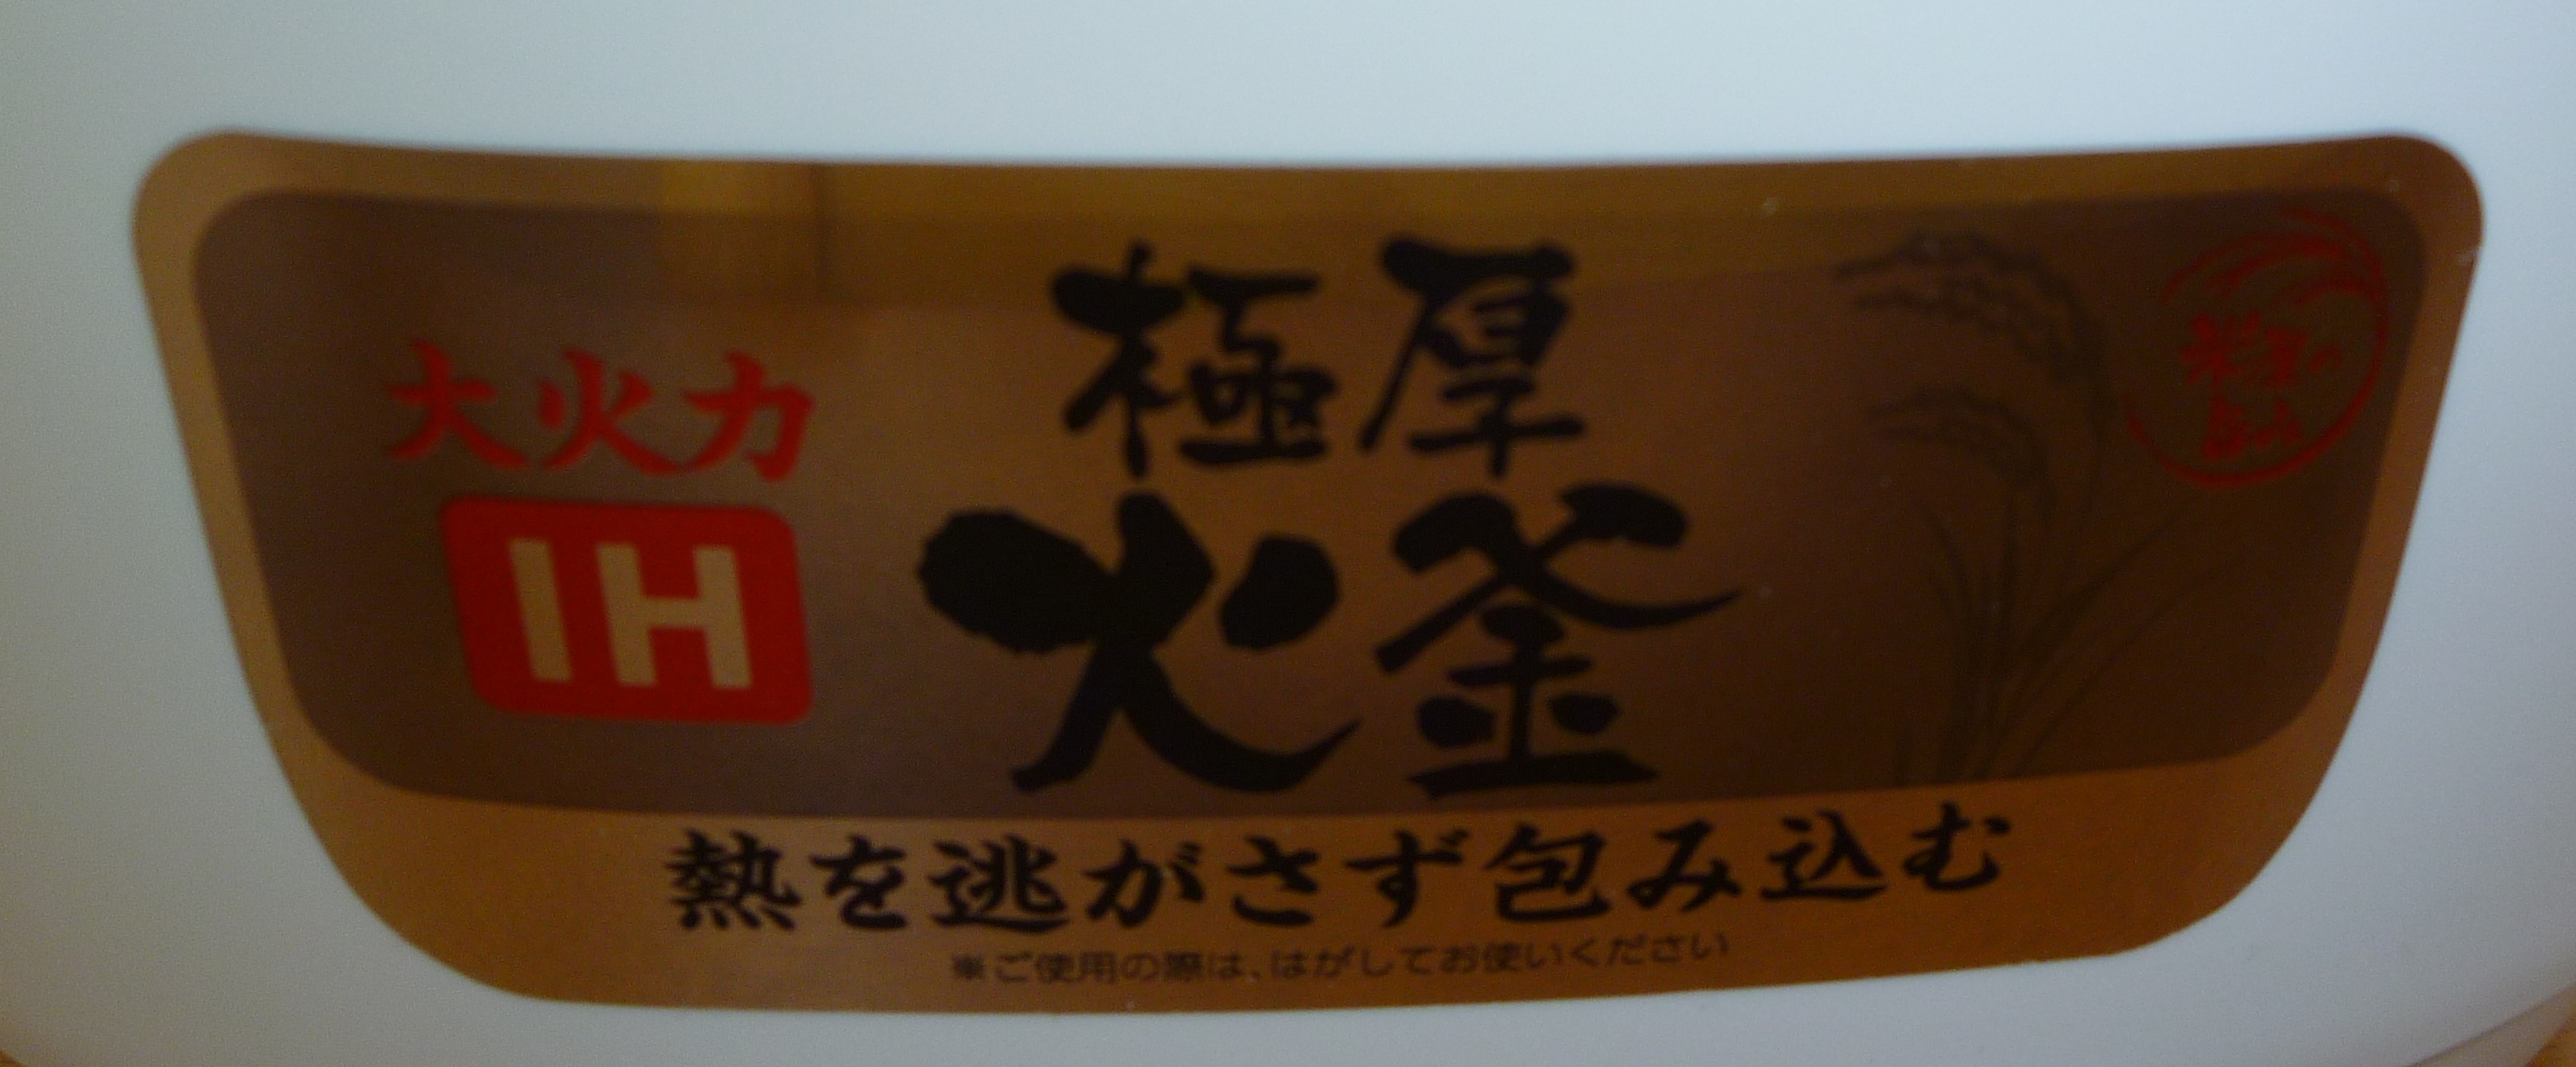 大火力
IH
極厚
火釜
熱を逃がさず包み込む
※ご使用の際は、はがしてお使いください